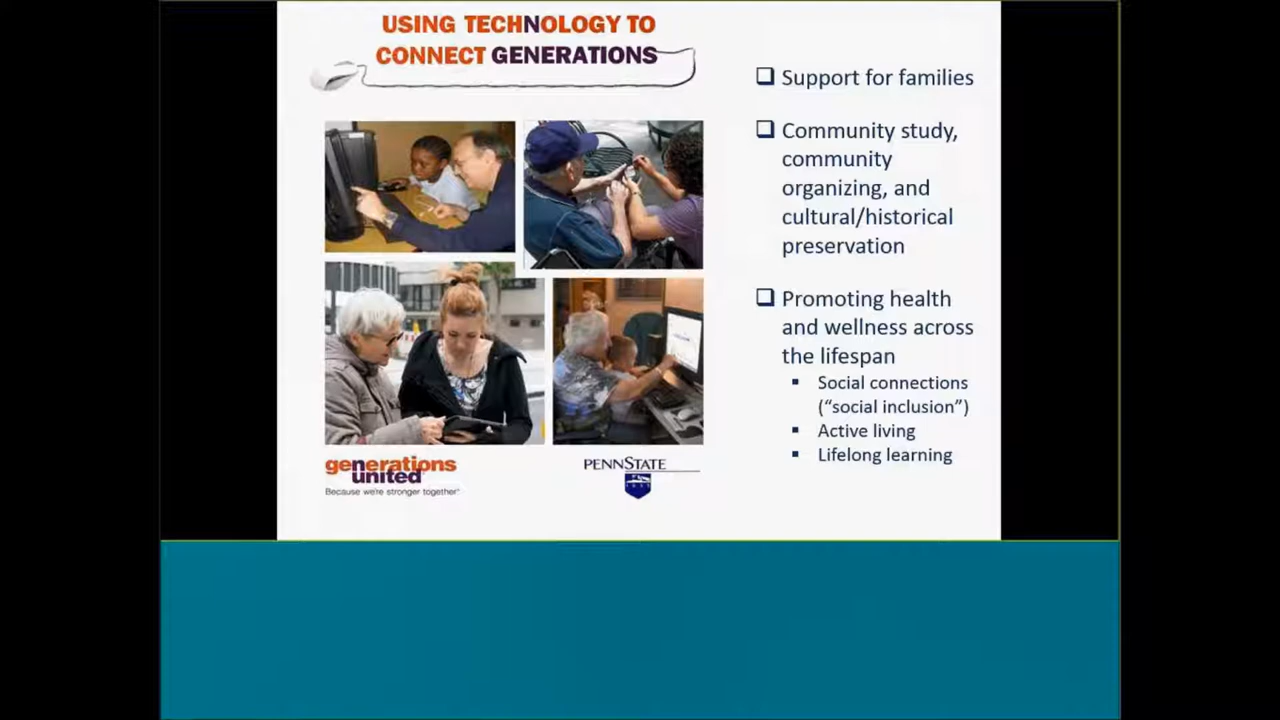 USING TECHNOLOGY TO
CONNECT GENERATIONS
❑ Support for families
❑ Community study,
community
organizing, and
cultural/historical
preservation
❑ Promoting health
and wellness across
the lifespan
▪ Social connections
(“social inclusion”)
▪ Active living
▪ Lifelong learning
generations
united
Because we're stronger together®
PENNSTATE
1855